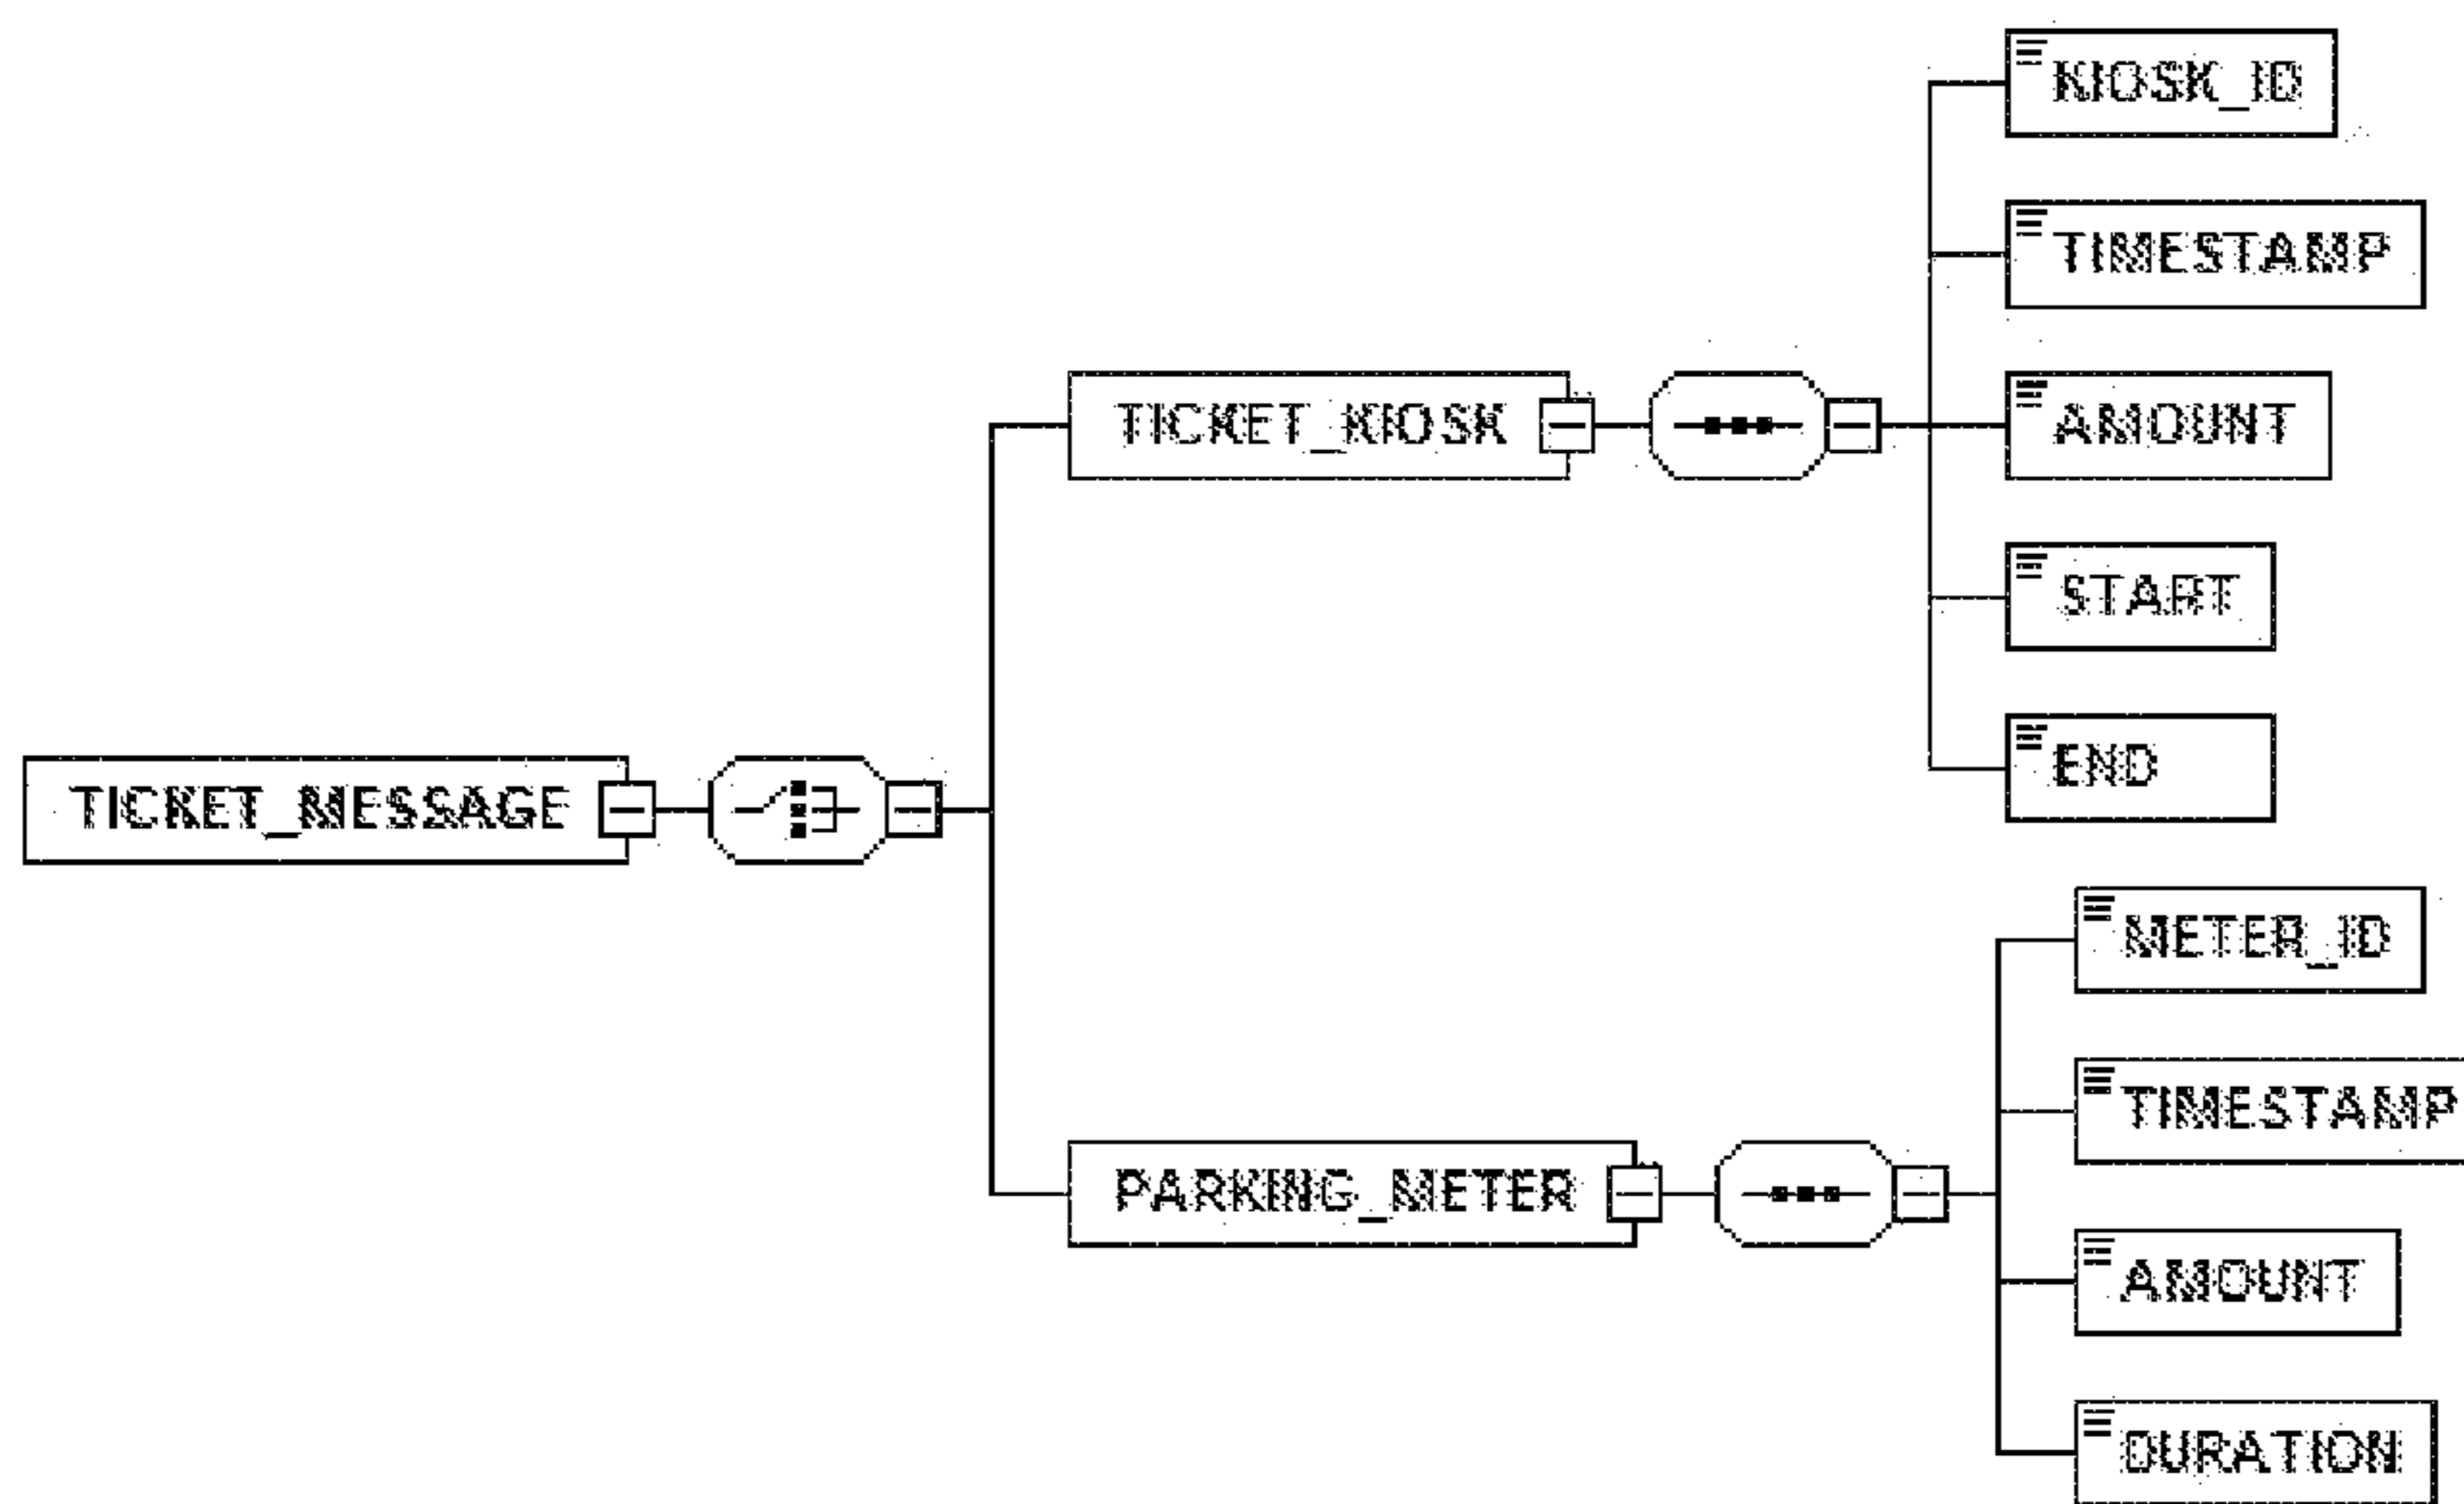 KIOSK_ID
TIMESTAMP
AMOUNT
START
END
TICKET_KIOSK
TICKET_MESSAGE
METER_ID
TIMESTAMP
AMOUNT
DURATION
PARKING_METER